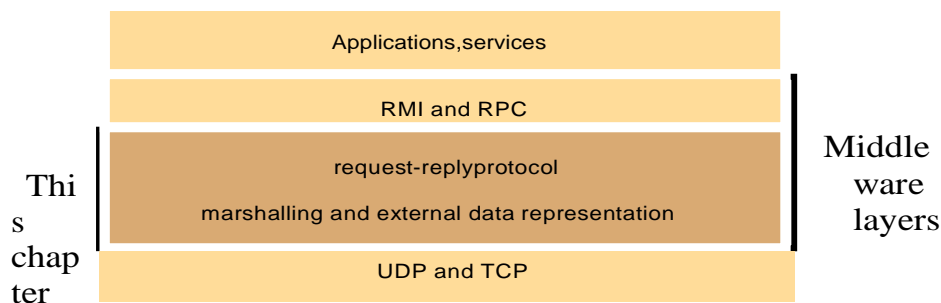 Applications,services
RMI and RPC
request-replyprotocol
marshalling and external data representation
UDP and TCP
Thi
s
chap
ter
Middle
ware
layers